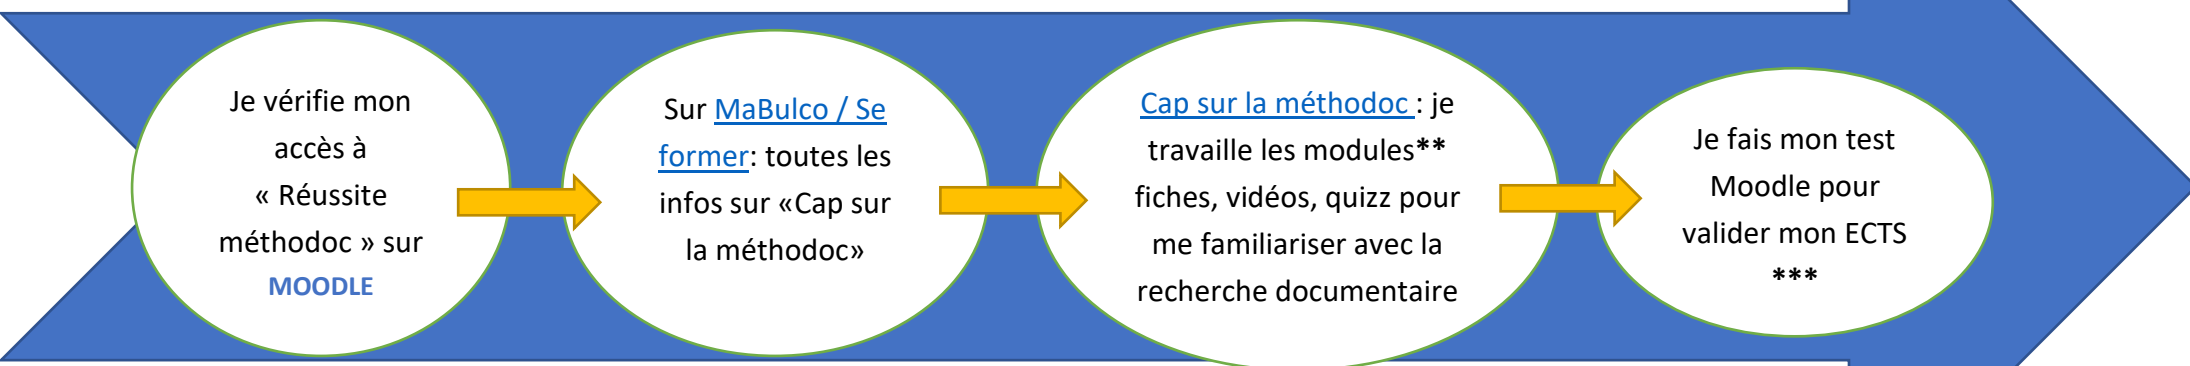 Je vérifie mon
accès à
« Réussite
méthodoc » sur
MOODLE
Sur MaBulco / Se
former: toutes les
infos sur «Cap sur
la méthodoc»
Cap sur la méthodoc : je
travaille les modules**
fiches, vidéos, quizz pour
me familiariser avec la
recherche documentaire
Je fais mon test
Moodle pour
valider mon ECTS
***